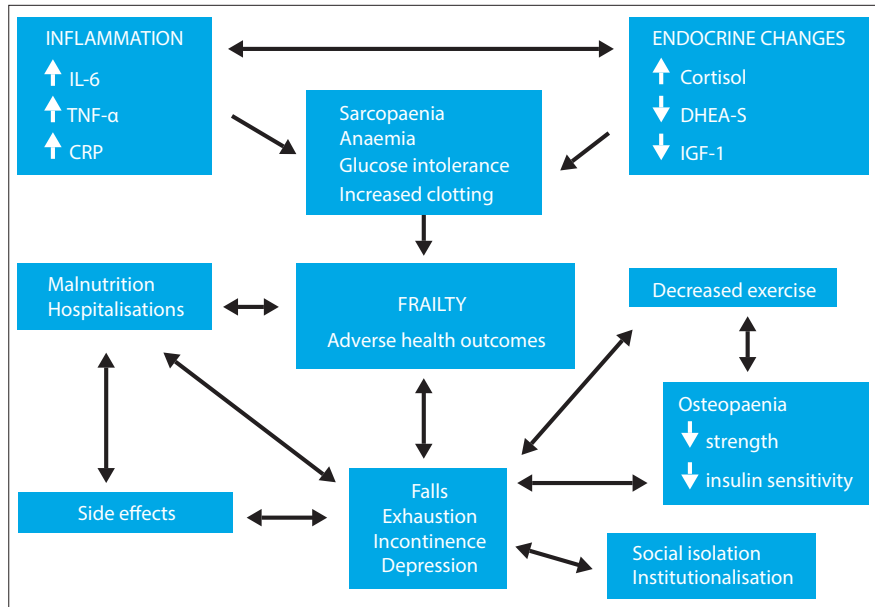 INFLAMMATION
IL-6
TNF-α
CRP
ENDOCRINE CHANGES
Cortisol
DHEA-S
IGF-1
Sarcopaenia
Anaemia
Glucose intolerance
Increased clotting
Malnutrition
Hospitalisations
FRAILTY
Adverse health outcomes
Decreased exercise
Osteopaenia
strength
insulin sensitivity
Side effects
Falls
Exhaustion
Incontinence
Depression
Social isolation
Institutionalisation